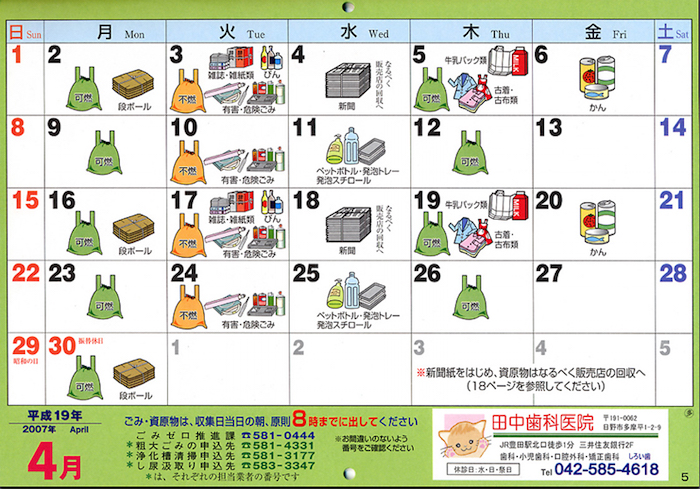 日 Sun 月 Mon 火 Tue 水 Wed 木 Thu 金 Fri 土 Sat
1
2
可燃
段ボール
3
不燃
雑誌・雑紙類 びん
有害・危険ごみ
4
新聞
なるべく
販売店の
回収へ
5
可燃
牛乳パック類
古着・
古布類
6
かん
7
8
9
可燃
10
不燃
有害・危険ごみ
11
ペットボトル・発泡トレー
発泡スチロール
12
可燃
13
14
15
16
可燃
段ボール
17
不燃
雑誌・雑紙類 びん
有害・危険ごみ
18
新聞
なるべく
販売店の
回収へ
19
可燃
牛乳パック類
古着・
古布類
20
かん
21
22
23
可燃
24
不燃
有害・危険ごみ
25
ペットボトル・発泡トレー
発泡スチロール
26
可燃
27
28
29
昭和の日
30 振替休日
可燃
段ボール
1
2
3
4
5
※新聞紙をはじめ、資原物はなるべく販売店の回収へ
(18ページを参照してください)
平成19年
2007年 April
4月
ごみ・資原物は、収集日当日の朝、原則8時までに出してください
ごみゼロ推進課 ☎581-0444
*粗大ごみの申込先 ☎581-4331
*浄化槽清掃申込先 ☎581-3177
*し尿汲取り申込先 ☎583-3347
*は、それぞれの担当業者の番号です
※お間違いのないよう
番号をご確認ください
田中歯科医院
〒191-0062
日野市多摩平1-2-9
JR豊田駅北口徒歩1分 三井住友銀行2F
歯科・小児歯科・口腔外科・矯正歯科
休診日:水・日・祭日
しろい歯
Tel 042-585-4618
5